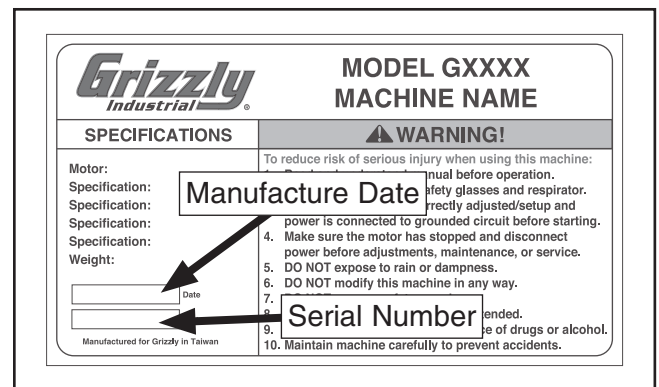 Grizzly
Industrial®
MODEL GXXXX
MACHINE NAME
SPECIFICATIONS
Motor:
Specification:
Specification:
Specification:
Specification:
Weight:
Date
Manufactured for Grizzly in Taiwan
WARNING!
To reduce risk of serious injury when using this machine:
before operation.
glasses and respirator.
adjusted/setup and
power is connected to grounded circuit before starting.
4. Make sure the motor has stopped and disconnect
power before adjustments, maintenance, or service.
5. DO NOT expose to rain or dampness.
6. DO NOT modify this machine in any way.
7.
9. of drugs or alcohol.
10. Maintain machine carefully to prevent accidents.
Manufacture Date
Serial Number